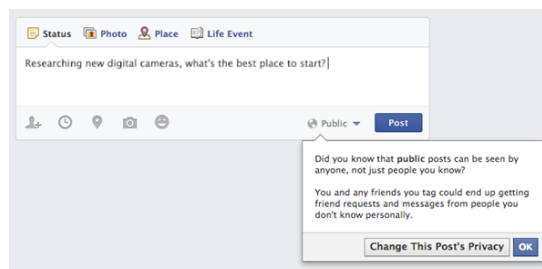 Status Photo Place Life Event
Researching new digital cameras, what's the best place to start?
Public Post
Did you know that public posts can be seen by
anyone, not just people you know?
You and any friends you tag could end up getting
friend requests and messages from people you
don't know personally.
Change This Post's Privacy OK